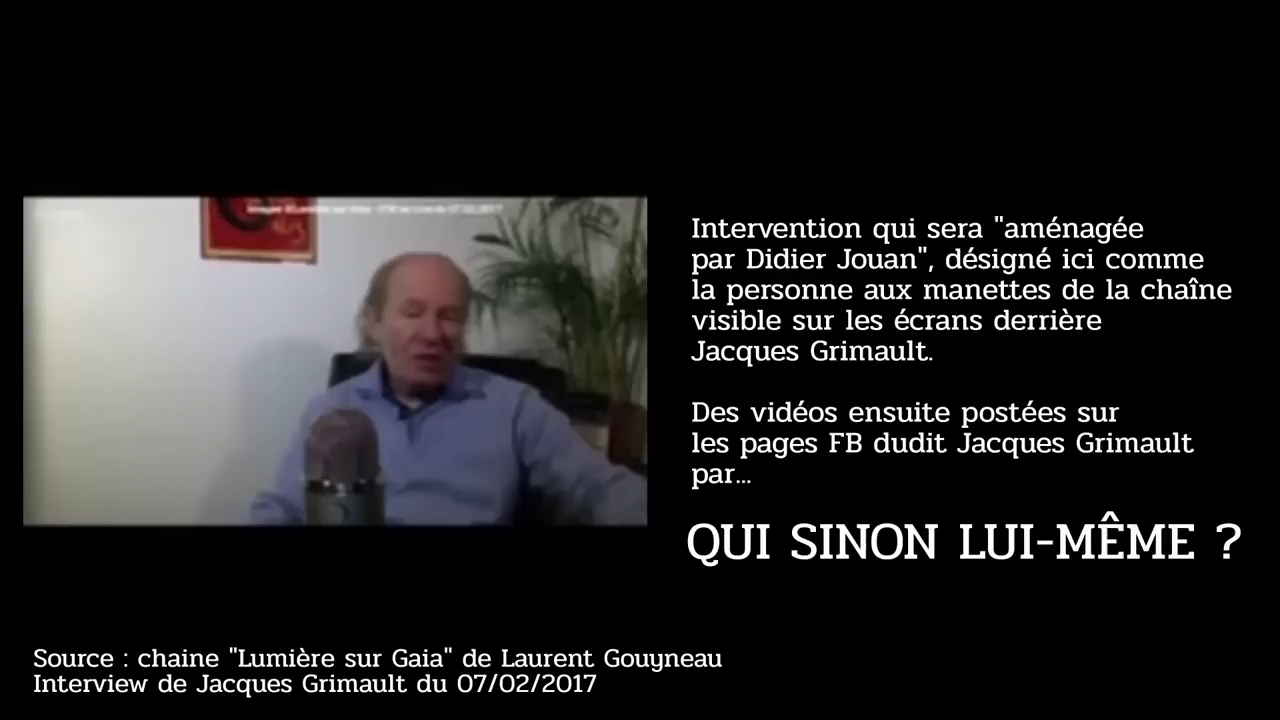 Intervention qui sera "aménagée
par Didier Jouan", désigné ici comme
la personne aux manettes de la chaîne
visible sur les écrans derrière
Jacques Grimault.
Des vidéos ensuite postées sur
les pages FB dudit Jacques Grimault
par...
QUI SINON LUI-MÊME ?
Source : chaine "Lumière sur Gaia" de Laurent Gouyneau
Interview de Jacques Grimault du 07/02/2017